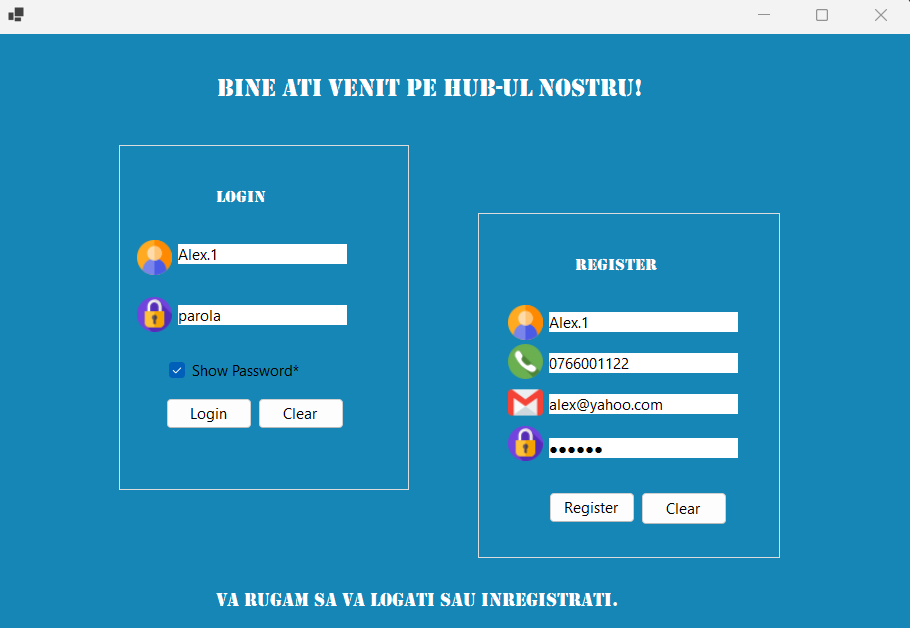 BINE ATI VENIT PE HUB-UL NOSTRU!
LOGIN
Alex.1
parola
Show Password*
Login Clear
REGISTER
Alex.1
0766001122
alex@yahoo.com
●●●●●●
Register Clear
VA RUGAM SA VA LOGATI SAU INREGISTRATI.